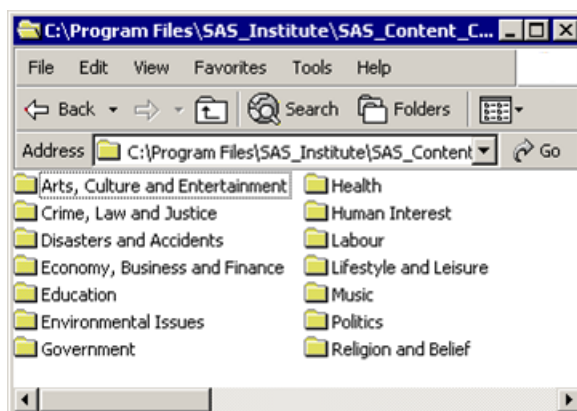 C:\Program Files\SAS_Institute\SAS_Content_C...
File Edit View Favorites Tools Help
Back Search Folders
Address C:\Program Files\SAS_Institute\SAS_Content Go
Arts, Culture and Entertainment
Crime, Law and Justice
Disasters and Accidents
Economy, Business and Finance
Education
Environmental Issues
Government
Health
Human Interest
Labour
Lifestyle and Leisure
Music
Politics
Religion and Belief